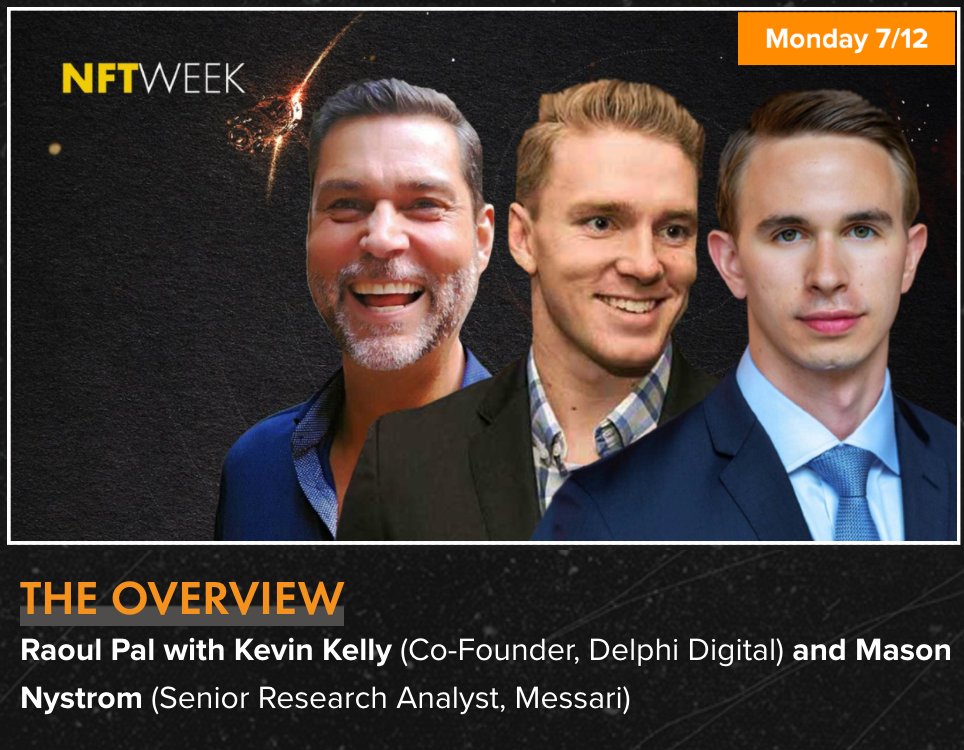 Monday 7/12
NFTWEEK
THE OVERVIEW
Raoul Pal with Kevin Kelly (Co-Founder, Delphi Digital) and Mason
Nystrom (Senior Research Analyst, Messari)